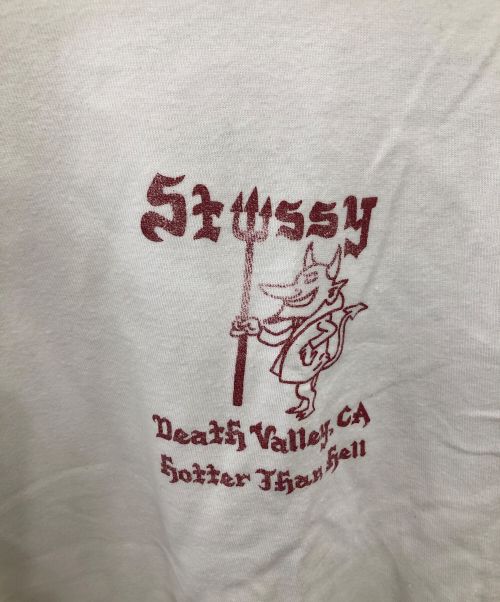 Stussy
Death Valley, CA
Hotter Than Hell